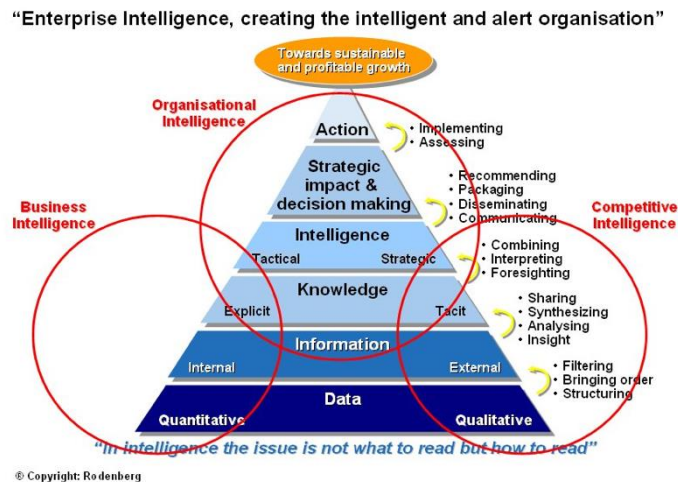 “Enterprise Intelligence, creating the intelligent and alert organisation”
Towards sustainable
and profitable growth
Organisational
Intelligence
Action
• Implementing
• Assessing
Strategic
impact &
decision making
• Recommending
• Packaging
• Disseminating
• Communicating
Business
Intelligence
Competitive
Intelligence
Intelligence
Tactical
Strategic
• Combining
• Interpreting
• Foresighting
Knowledge
Explicit
Tacit
• Sharing
• Synthesizing
• Analysing
• Insight
Information
Internal
External
• Filtering
• Bringing order
• Structuring
Data
Quantitative
Qualitative
“In intelligence the issue is not what to read but how to read”
© Copyright: Rodenberg